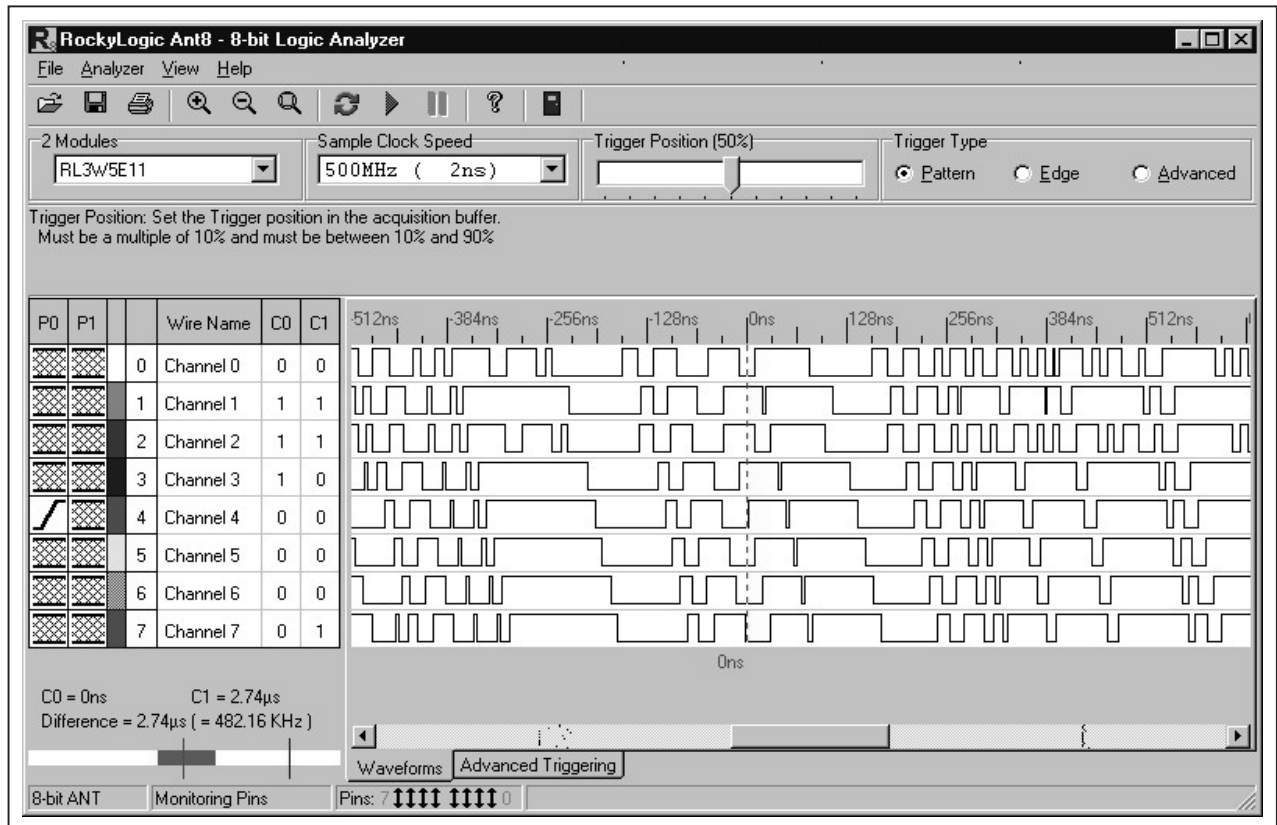 RockyLogic Ant8 - 8-bit Logic Analyzer
File Analyzer View Help
2 Modules
Sample Clock Speed
Trigger Position (50%)
Trigger Type
RL3W5E11
500MHz ( 2ns)
Pattern
Edge
Advanced
Trigger Position: Set the Trigger position in the acquisition buffer.
Must be a multiple of 10% and must be between 10% and 90%
P0 P1 Wire Name C0 C1
-512ns -384ns -256ns -128ns 0ns 128ns 256ns 384ns 512ns
0 Channel 0 0 0
1 Channel 1 1 1
2 Channel 2 1 1
3 Channel 3 1 0
4 Channel 4 0 0
5 Channel 5 0 0
6 Channel 6 0 0
7 Channel 7 0 1
0ns
C0 = 0ns C1 = 2.74µs
Difference = 2.74µs ( = 482.16 KHz )
Waveforms Advanced Triggering
8-bit ANT Monitoring Pins Pins: 7 0